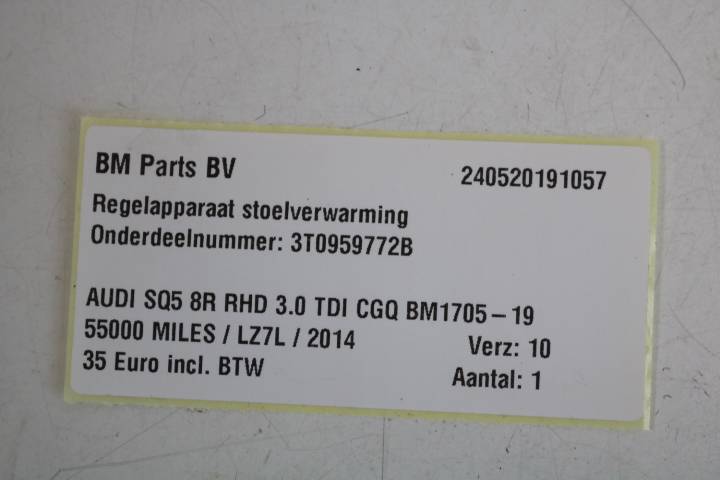 BM Parts BV 240520191057
Regelapparaat stoelverwarming
Onderdeelnummer: 3T0959772B
AUDI SQ5 8R RHD 3.0 TDI CGQ BM1705-19
55000 MILES / LZ7L / 2014 Verz: 10
35 Euro incl. BTW Aantal: 1